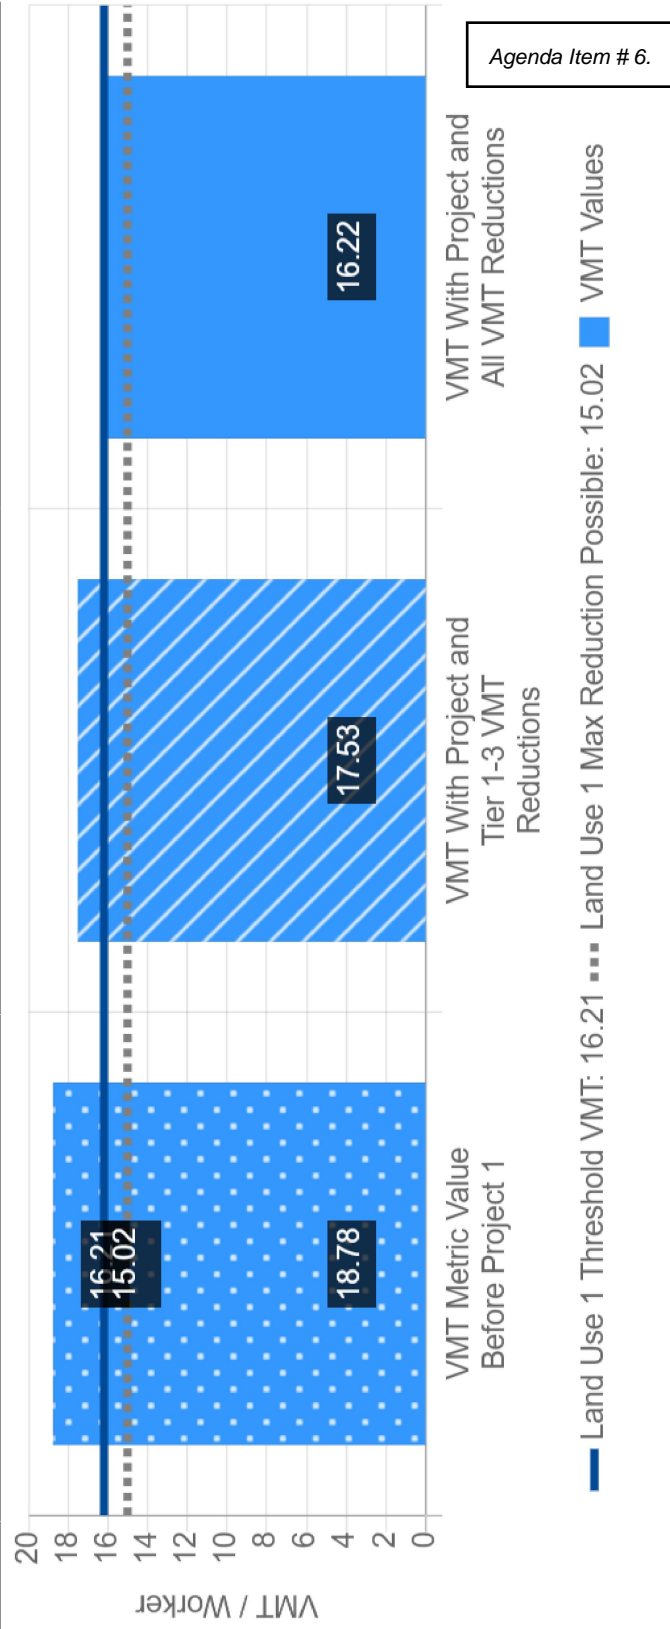 Agenda Item # 6.
VMT / Worker
20
18
16
14
12
10
8
6
4
2
0
16.21
15.02
18.78
17.53
16.22
VMT Metric Value
Before Project 1
VMT With Project and
Tier 1-3 VMT
Reductions
VMT With Project and
All VMT Reductions
Land Use 1 Threshold VMT: 16.21
Land Use 1 Max Reduction Possible: 15.02
VMT Values